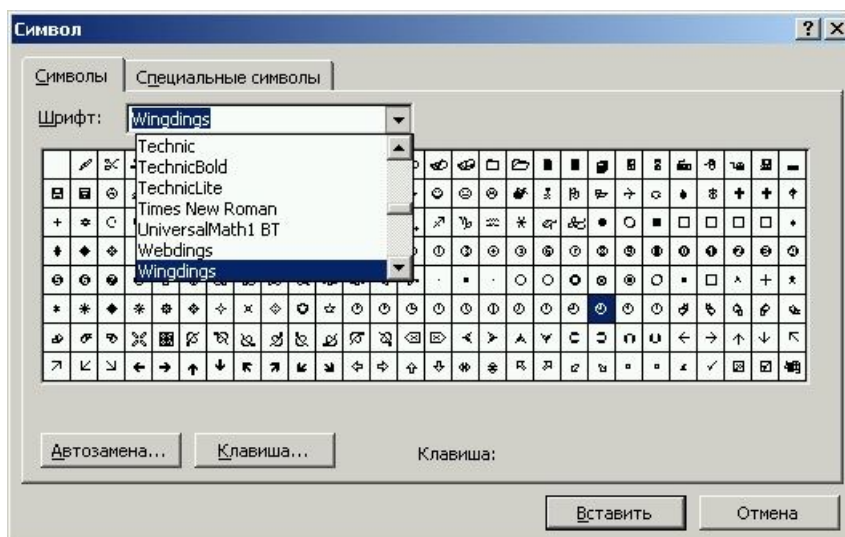 Символ
Символы Специальные символы
Шрифт: Wingdings
Technic
TechnicBold
TechnicLite
Times New Roman
UniversalMath1 BT
Webdings
Wingdings
Автозамена... Клавиша... Клавиша:
Вставить Отмена